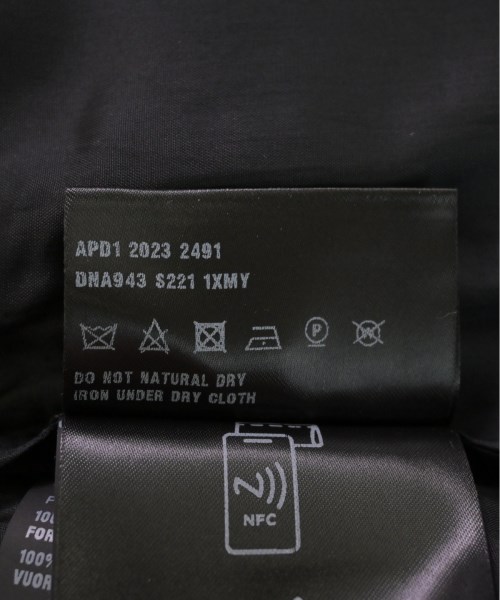 APD1 2023 2491
DNA943 S221 1XMY
P
W
DO NOT NATURAL DRY
IRON UNDER DRY CLOTH
NFC
FOR
100%
VUOR